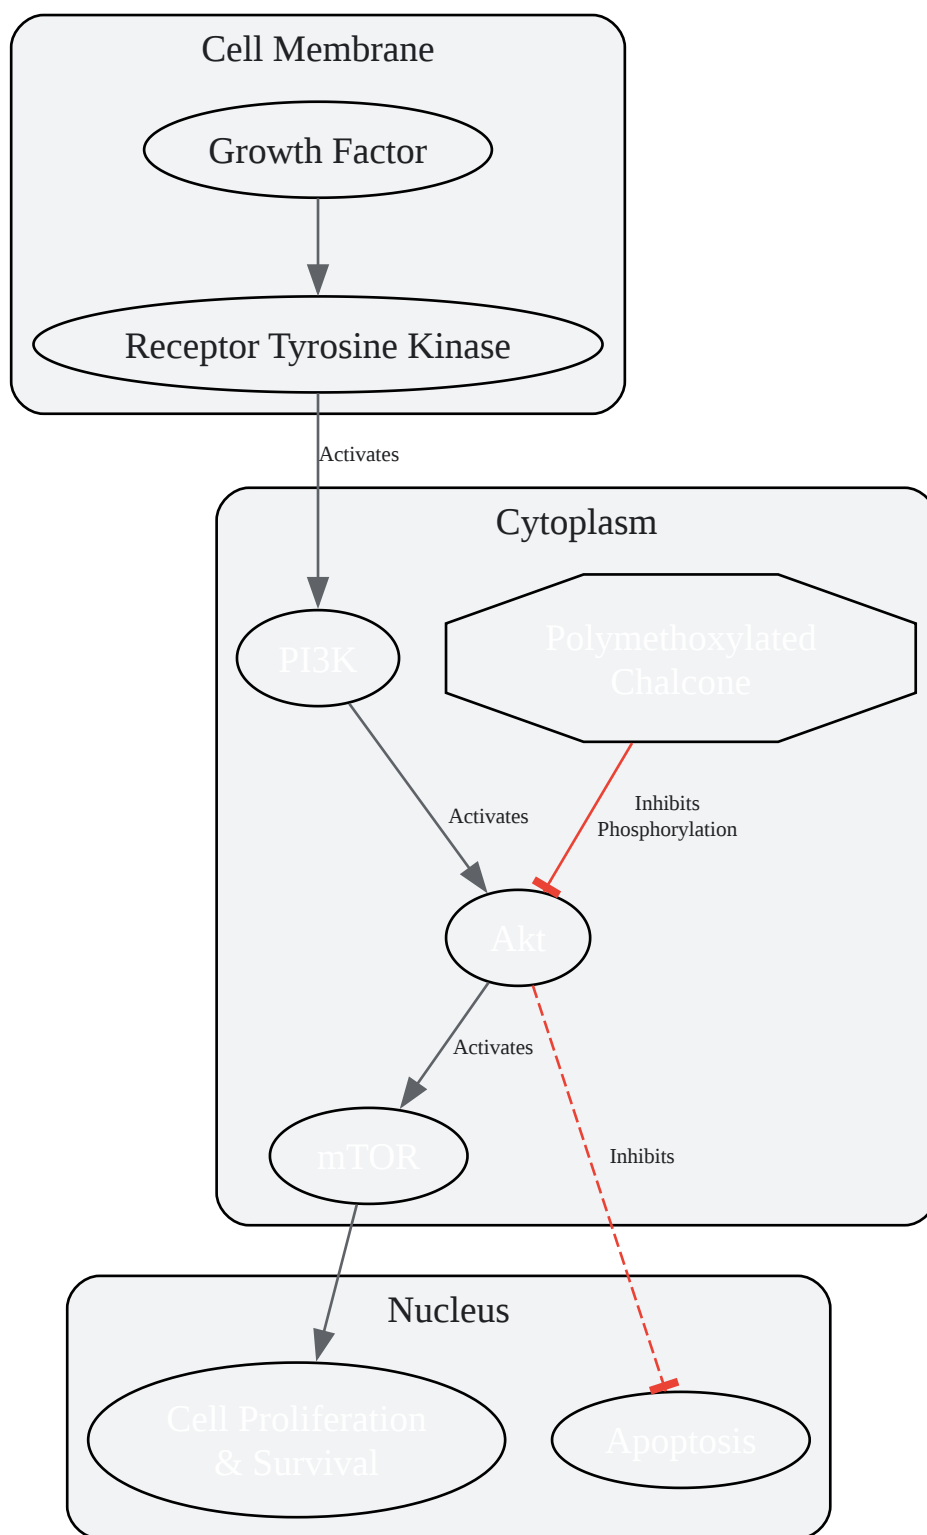 Cell Membrane
Growth Factor
Receptor Tyrosine Kinase
Activates
Cytoplasm
PI3K
Polymethoxylated
Chalcone
Activates
Inhibits
Phosphorylation
Akt
Activates
mTOR
Inhibits
Nucleus
Cell Proliferation
& Survival
Apoptosis